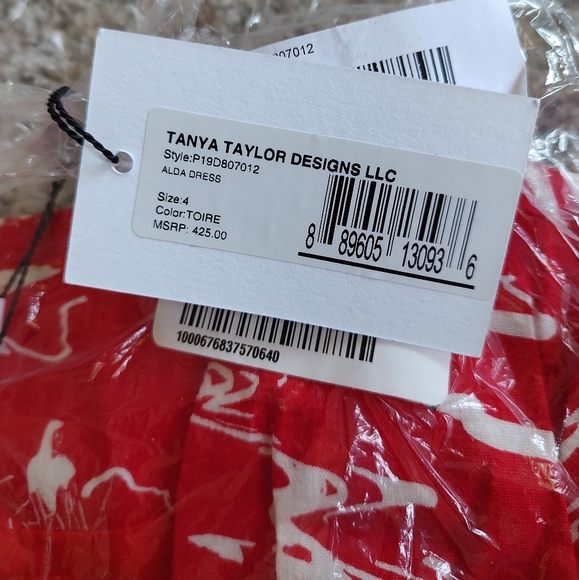 807012
TANYA TAYLOR DESIGNS LLC
Style:P19D807012
ALDA DRESS
Size:4
Color:TOIRE
MSRP: 425.00
8 89605 13093 6
1000676837570640